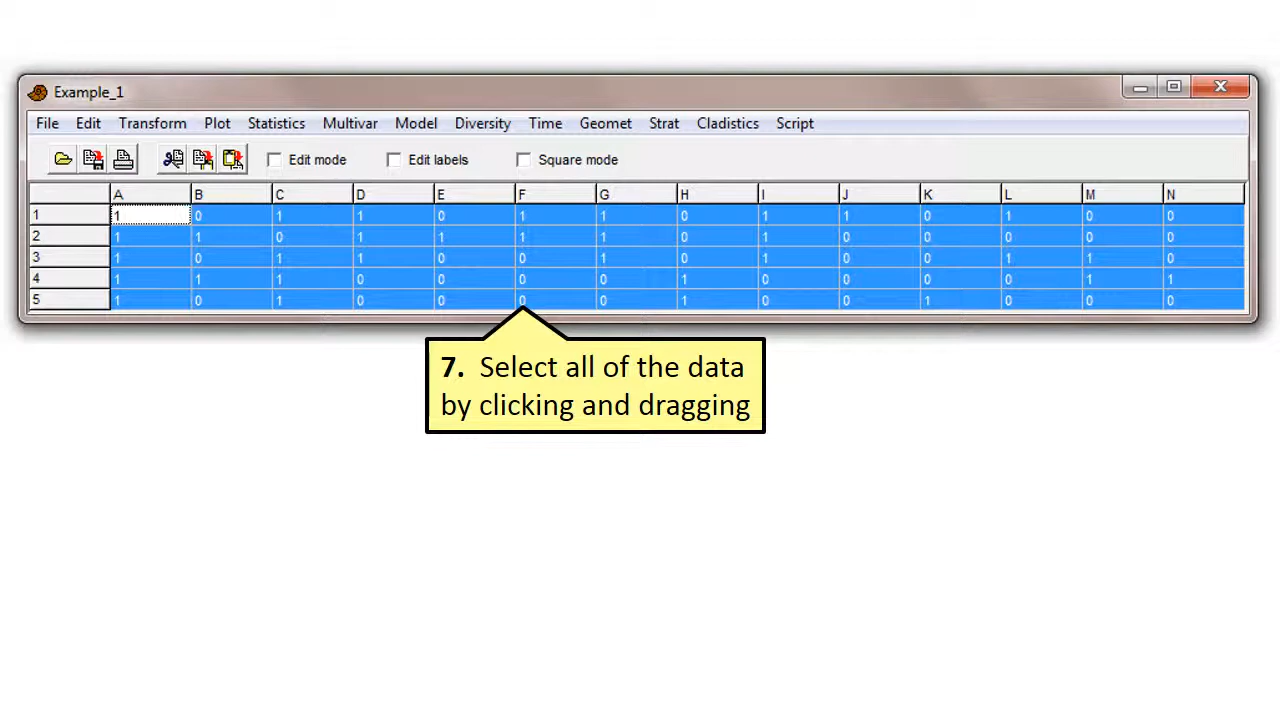 Example_1
File Edit Transform Plot Statistics Multivar Model Diversity Time Geomet Strat Cladistics Script
Edit mode Edit labels Square mode
A B C D E F G H I J K L M N
1 1 0 1 1 0 1 1 0 1 1 0 1 0 0
2 1 1 0 1 1 1 1 0 1 0 0 0 0 0
3 1 0 1 1 0 0 1 0 1 0 0 1 1 0
4 1 1 1 0 0 0 0 1 0 0 0 0 1 1
5 1 0 1 0 0 0 0 1 0 0 1 0 0 0
7. Select all of the data
by clicking and dragging